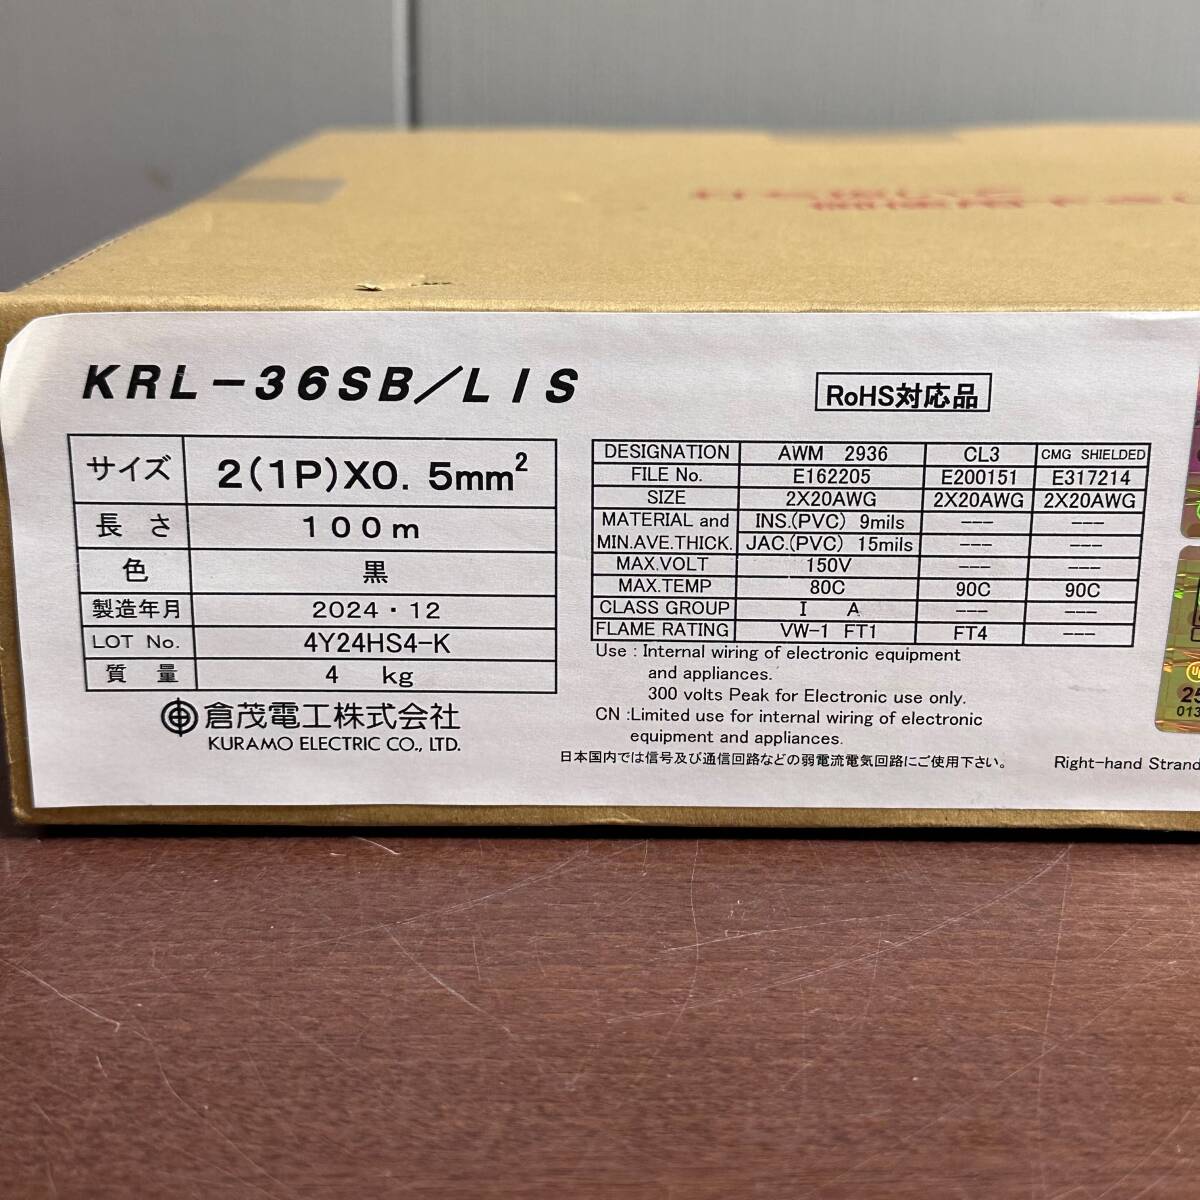 KRL-36SB/LIS
RoHS対応品
サイズ 2(1P)X0. 5mm²
長さ 100m
色 黒
製造年月 2024・12
LOT No. 4Y24HS4-K
質量 4 kg
倉茂電工株式会社
KURAMO ELECTRIC CO., LTD.
DESIGNATION AWM 2936 CL3 CMG SHIELDED
FILE No. E162205 E200151 E317214
SIZE 2X20AWG 2X20AWG 2X20AWG
MATERIAL and INS.(PVC) 9mils --- ---
MIN.AVE.THICK. JAC.(PVC) 15mils --- ---
MAX.VOLT 150V
MAX.TEMP 80C 90C 90C
CLASS GROUP I A --- ---
FLAME RATING VW-1 FT1 FT4 ---
Use : Internal wiring of electronic equipment
and appliances.
300 volts Peak for Electronic use only.
CN :Limited use for internal wiring of electronic
equipment and appliances.
日本国内では信号及び通信回路などの弱電流電気回路にご使用下さい。
Right-hand Strand
25
013